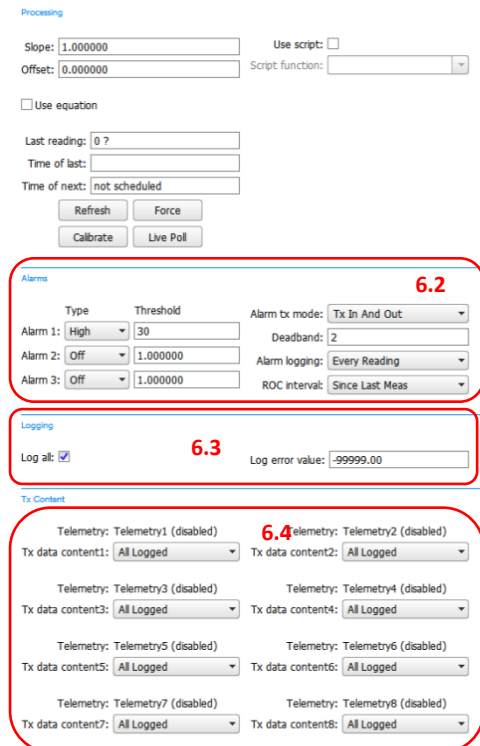 Processing
Slope: 1.000000 Use script:
Offset: 0.000000 Script function:
Use equation
Last reading: 0 ?
Time of last:
Time of next: not scheduled
Refresh Force
Calibrate Live Poll
Alarms 6.2
Type Threshold Alarm tx mode: Tx In And Out
Alarm 1: High 30 Deadband: 2
Alarm 2: Off 1.000000 Alarm logging: Every Reading
Alarm 3: Off 1.000000 ROC interval: Since Last Meas
Logging
Log all: 6.3 Log error value: -99999.00
Tx Content
Telemetry: Telemetry1 (disabled) 6.4 Telemetry: Telemetry2 (disabled)
Tx data content1: All Logged Tx data content2: All Logged
Telemetry: Telemetry3 (disabled) Telemetry: Telemetry4 (disabled)
Tx data content3: All Logged Tx data content4: All Logged
Telemetry: Telemetry5 (disabled) Telemetry: Telemetry6 (disabled)
Tx data content5: All Logged Tx data content6: All Logged
Telemetry: Telemetry7 (disabled) Telemetry: Telemetry8 (disabled)
Tx data content7: All Logged Tx data content8: All Logged